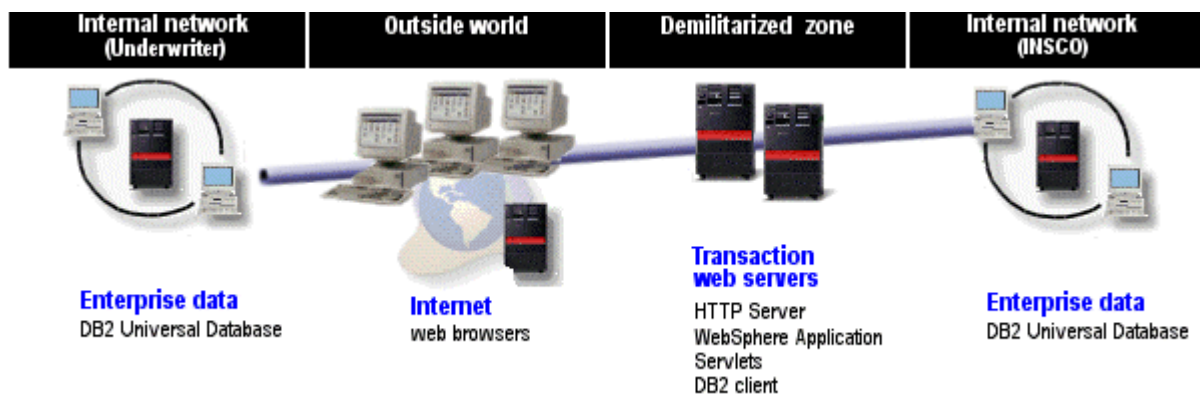 Internal network
(Underwriter)
Outside world
Demilitarized zone
Internal network
(INSCO)
Enterprise data
DB2 Universal Database
Internet
web browsers
Transaction
web servers
HTTP Server
WebSphere Application
Servlets
DB2 client
Enterprise data
DB2 Universal Database